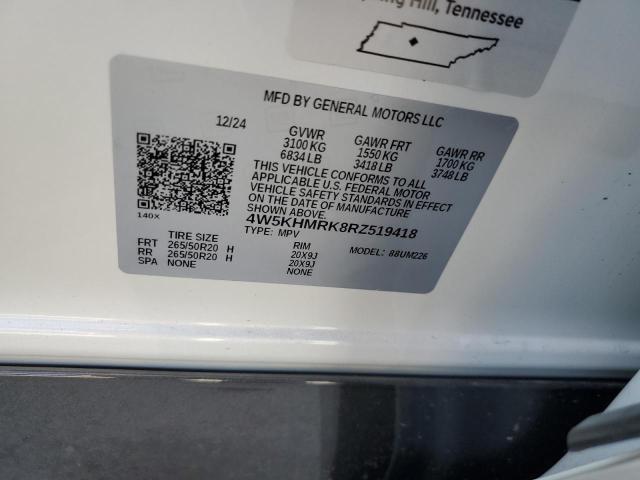 Hill, Tennessee
MFD BY GENERAL MOTORS LLC
12/24
GVWR
3100 KG
6834 LB
GAWR FRT
1550 KG
3418 LB
GAWR RR
1700 KG
3748 LB
THIS VEHICLE CONFORMS TO ALL
APPLICABLE U.S. FEDERAL MOTOR
VEHICLE SAFETY STANDARDS IN EFFECT
ON THE DATE OF MANUFACTURE
SHOWN ABOVE.
140X
4W5KHMRK8RZ519418
TYPE: MPV
MODEL: 88UM226
TIRE SIZE RIM
FRT 265/50R20 H 20X9J
RR 265/50R20 H 20X9J
SPA NONE NONE